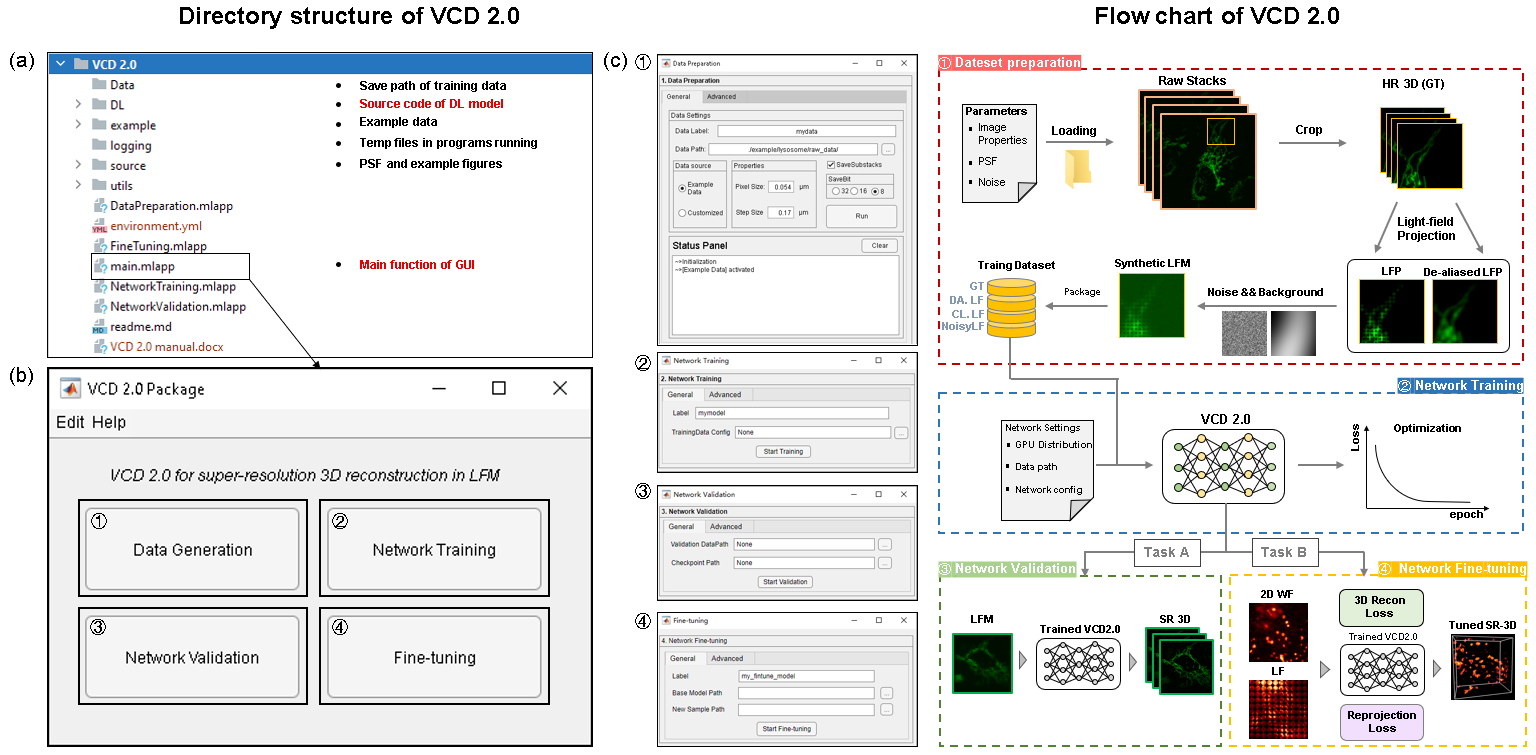 Directory structure of VCD 2.0
Flow chart of VCD 2.0
(a)
VCD 2.0
Data
DL
example
logging
source
utils
DataPreparation.mlapp
environment.yml
FineTuning.mlapp
main.mlapp
NetworkTraining.mlapp
NetworkValidation.mlapp
readme.md
VCD 2.0 manual.docx
• Save path of training data
• Source code of DL model
• Example data
• Temp files in programs running
• PSF and example figures
• Main function of GUI
(b)
VCD 2.0 Package
Edit Help
VCD 2.0 for super-resolution 3D reconstruction in LFM
①
Data Generation
②
Network Training
③
Network Validation
④
Fine-tuning
(c)
①
Data Preparation
1. Data Preparation
General Advanced
Data Settings
Data Label: mydata
Data Path: ./example/lysosome/raw_data/ ...
Data source
Example Data
Customized
Properties
Pixel Size: 0.054 μm
Step Size 0.17 μm
SaveSubstacks
SaveBit
32 16 8
Run
Status Panel
Clear
~~>Initialization
~~>[Example Data] activated
②
Network Training
2. Network Training
General Advanced
Label mymodel
TrainingData Config None ...
Start Training
③
Network Validation
3. Network Validation
General Advanced
Validation DataPath None ...
Checkpoint Path None ...
Start Validation
④
Fine-tuning
4. Network Fine-tuning
General Advanced
Label my_fintune_model
Base Model Path ...
New Sample Path ...
Start Fine-tuning
① Dateset preparation
Parameters
▪ Image
Properties
▪ PSF
▪ Noise
Loading
Raw Stacks
Crop
HR 3D (GT)
Light-field
Projection
LFP
De-aliased LFP
Noise && Background
Synthetic LFM
Package
Traing Dataset
GT
DA. LF
CL. LF
NoisyLF
② Network Training
Network Settings
▪ GPU Distribution
▪ Data path
▪ Network config
VCD 2.0
Loss
Optimization
epoch
Task A
Task B
③ Network Validation
LFM
Trained VCD2.0
SR 3D
④ Network Fine-tuning
2D WF
LF
3D Recon
Loss
Trained VCD2.0
Reprojection
Loss
Tuned SR-3D